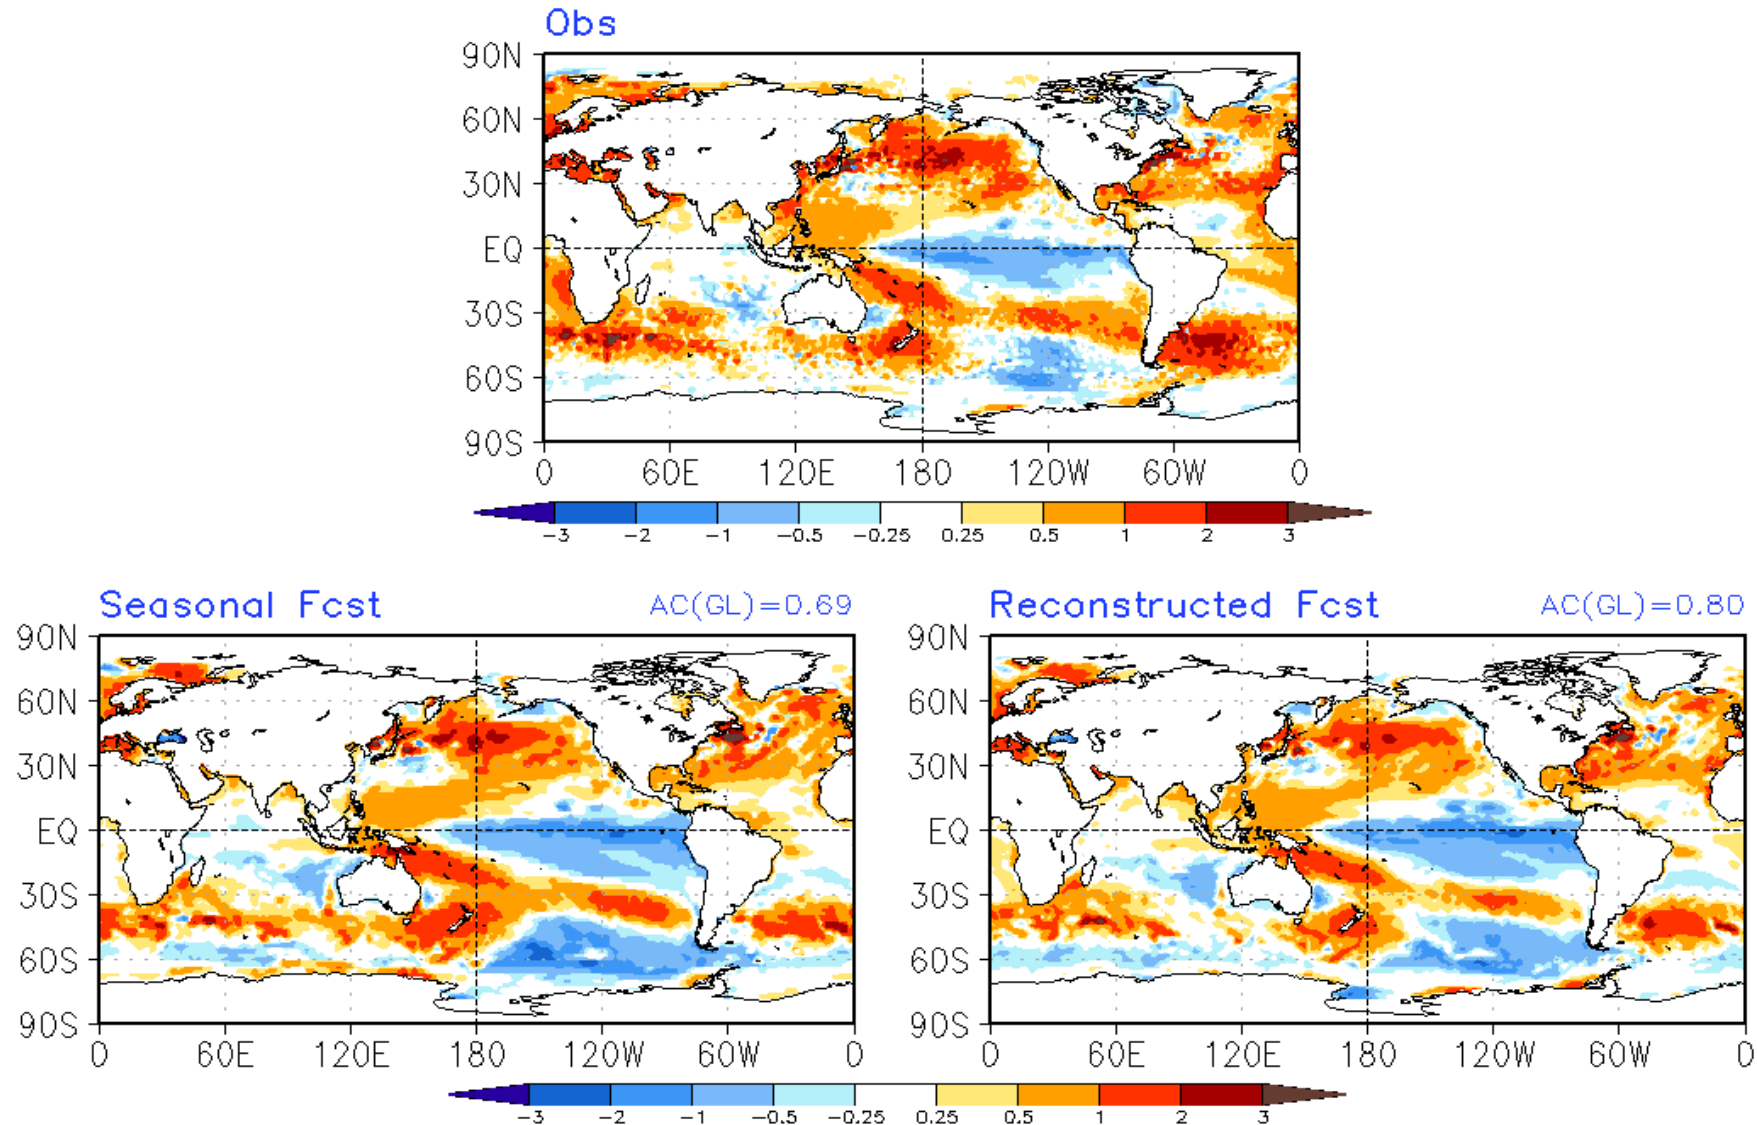 Obs
90N
60N
30N
EQ
30S
60S
90S
0 60E 120E 180 120W 60W 0
-3 -2 -1 -0.5 -0.25 0.25 0.5 1 2 3
Seasonal Fcst AC(GL)=0.69
90N
60N
30N
EQ
30S
60S
90S
0 60E 120E 180 120W 60W 0
Reconstructed Fcst AC(GL)=0.80
90N
60N
30N
EQ
30S
60S
90S
0 60E 120E 180 120W 60W 0
-3 -2 -1 -0.5 -0.25 0.25 0.5 1 2 3